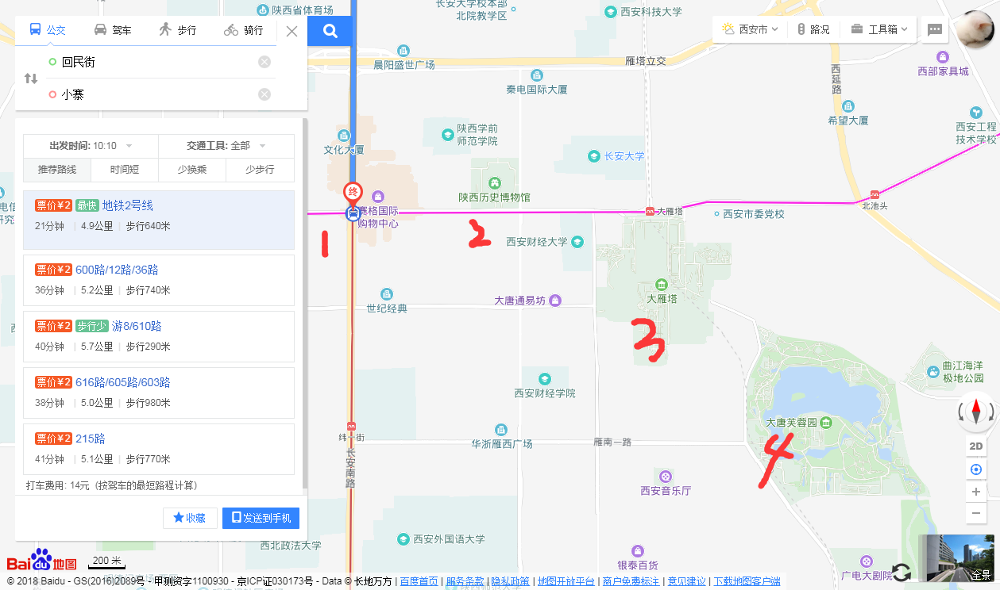 公交
驾车
步行
骑行
回民街
小寨
出发时间: 10:10
交通工具: 全部
推荐路线
时间短
少换乘
少步行
票价¥2 最快 地铁2号线
21分钟 | 4.9公里 | 步行640米
票价¥2 600路/12路/36路
36分钟 | 5.2公里 | 步行740米
票价¥2 步行少 游8/610路
40分钟 | 5.7公里 | 步行290米
票价¥2 616路/605路/603路
38分钟 | 5.0公里 | 步行980米
票价¥2 215路
41分钟 | 5.1公里 | 步行770米
打车费用: 14元（按驾车的最短路程计算）
收藏
发送到手机
西安市
路况
工具箱
陕西省体育场
长安大学校本部
北院教学区
西安科技大学
晨阳盛世广场
雁塔立交
秦电国际大厦
西延路
西部家具城
希望大厦
西安工程
技术学校
文化大厦
陕西学前
师范学院
长安大学
陕西历史博物馆
终
赛格国际
购物中心
大雁塔
西安市委党校
北池头
1
2
西安财经大学
大雁塔
世纪经典
大唐通易坊
3
西安财经学院
曲江海洋
极地公园
大唐芙蓉园
4
纬一街
长安南路
华浙雁西广场
雁南一路
西安音乐厅
西北政法大学
西安外国语大学
银泰百货
广电大剧院
2D
全景
Bai du 地图
200 米
© 2018 Baidu - GS(2016)2089号 - 甲测资字1100930 - 京ICP证030173号 - Data © 长地万方 | 百度首页 | 服务条款 | 隐私政策 | 地图开放平台 | 商户免费标注 | 意见建议 | 下载地图客户端